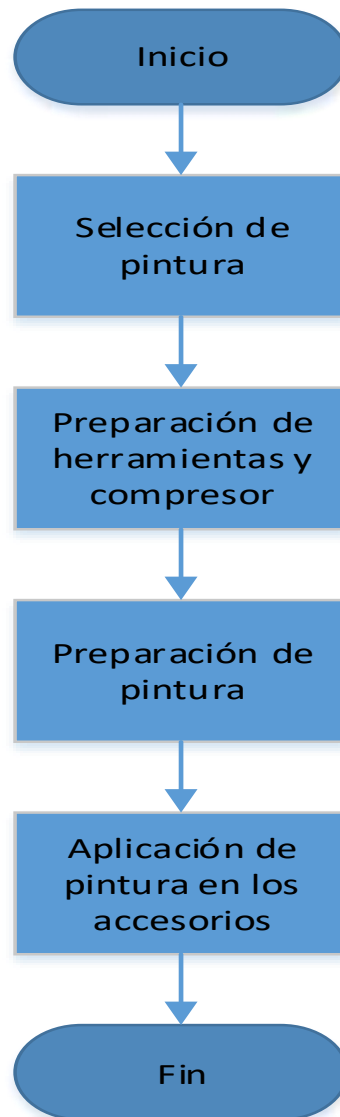 Inicio
Selección de
pintura
Preparación de
herramientas y
compresor
Preparación de
pintura
Aplicación de
pintura en los
accesorios
Fin